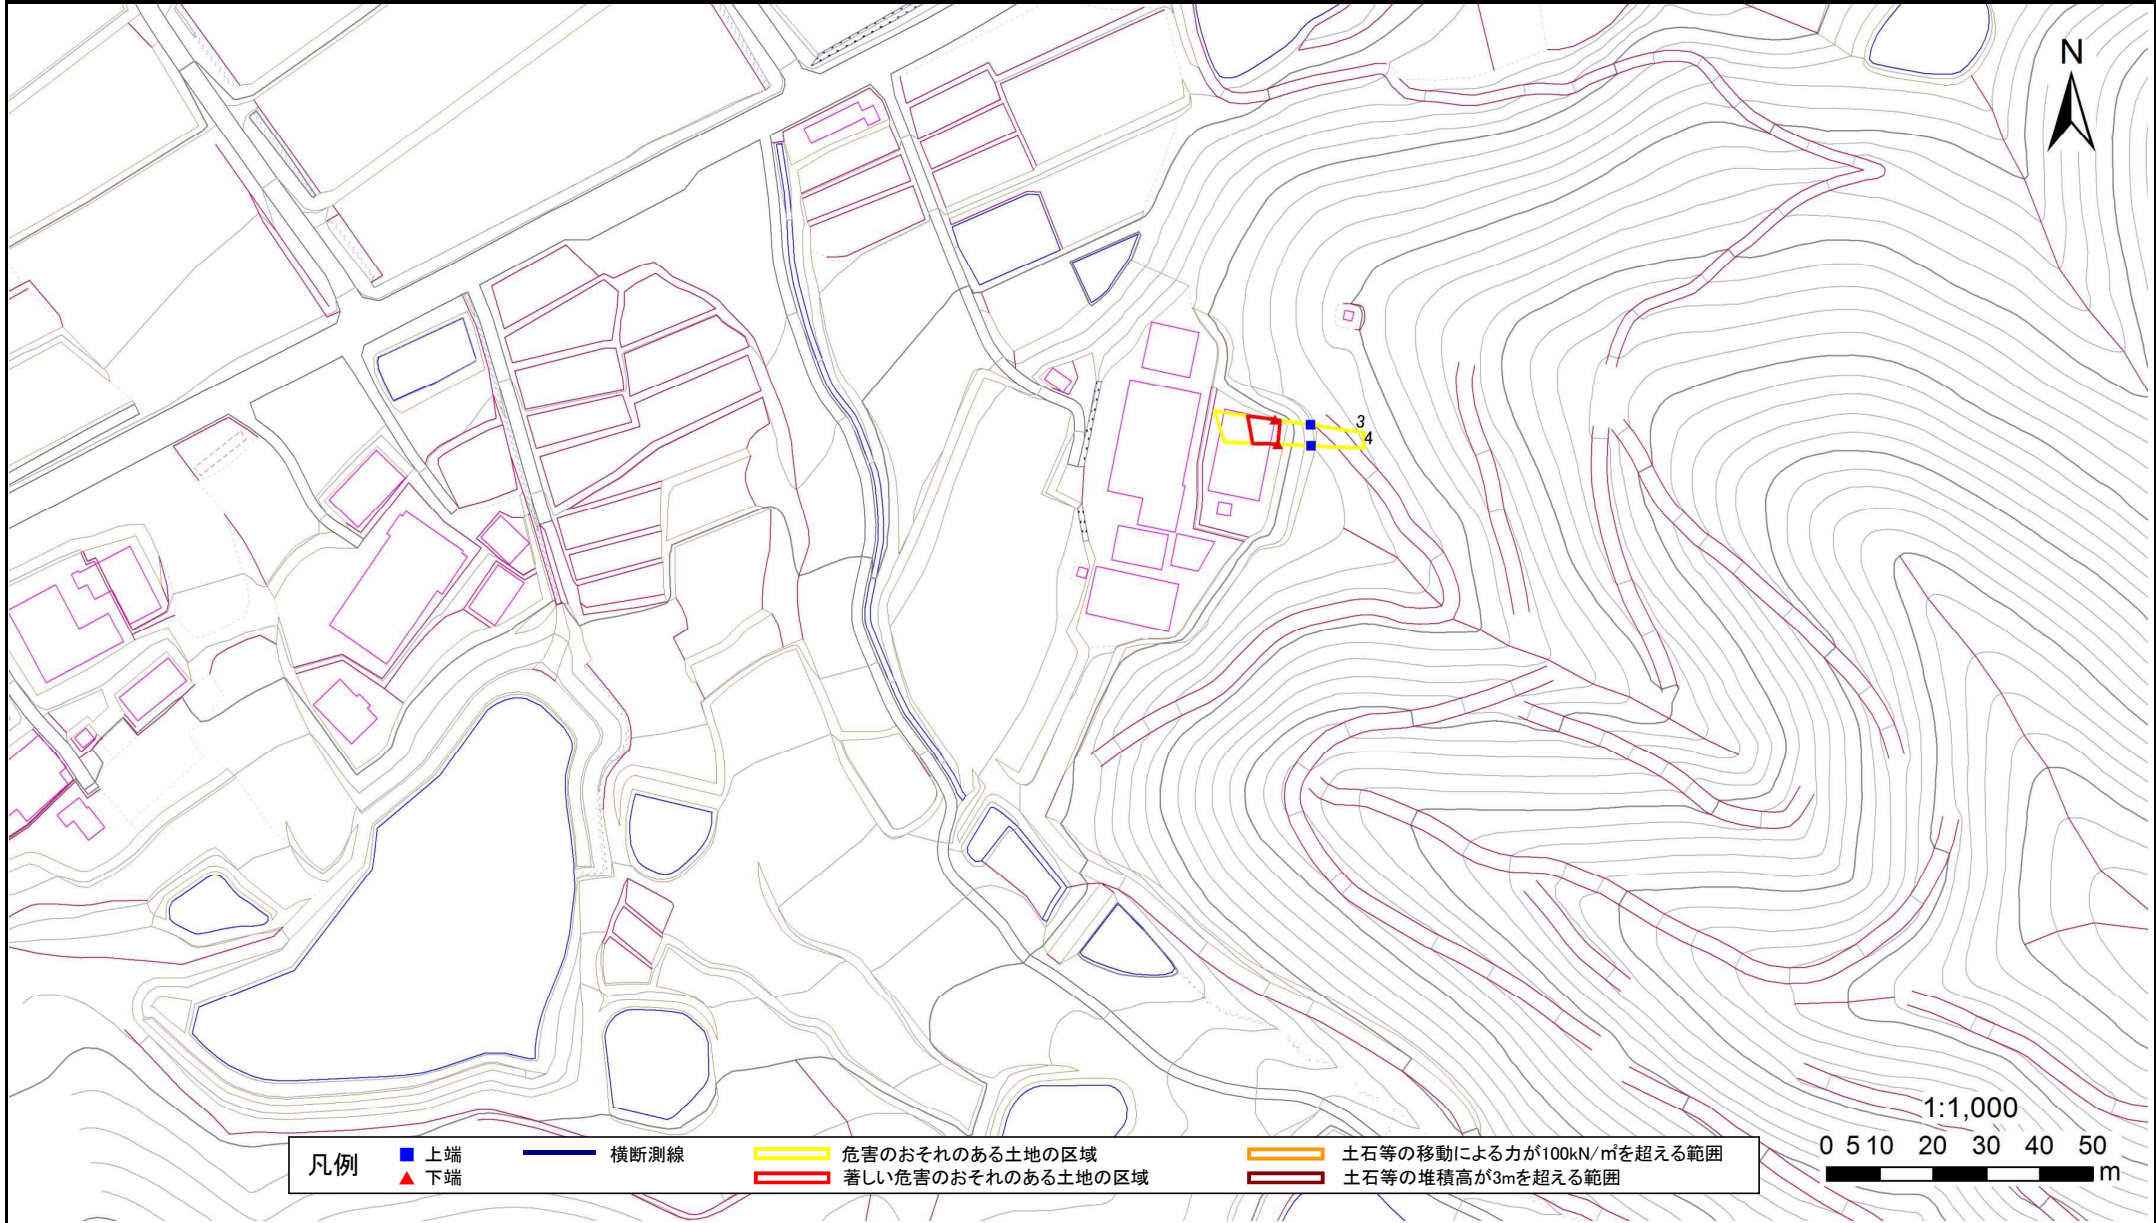 N
3
4
1:1,000
0 5 10 20 30 40 50
m
凡例
上端
横断測線
危害のおそれのある土地の区域
土石等の移動による力が100kN/㎡を超える範囲
下端
著しい危害のおそれのある土地の区域
土石等の堆積高が3mを超える範囲